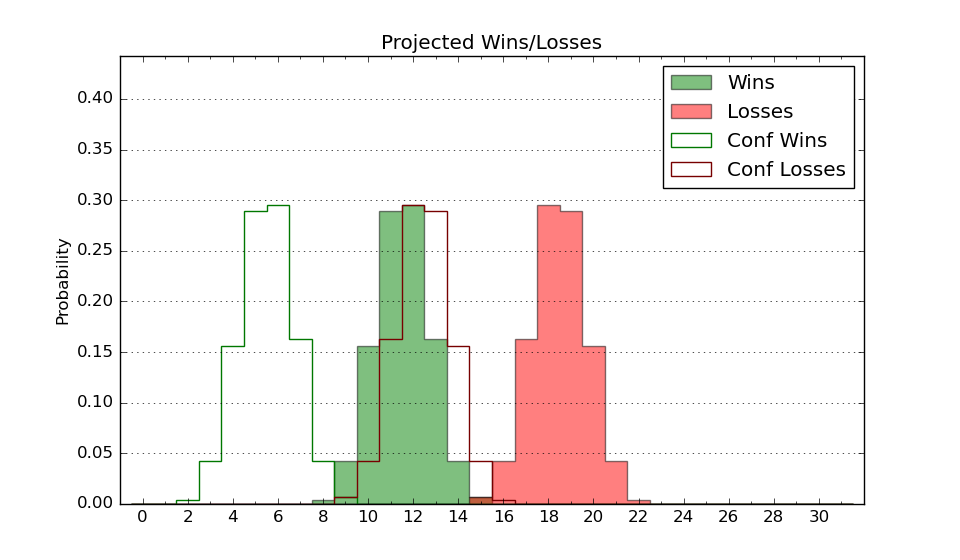 Projected Wins/Losses
Wins
Losses
Conf Wins
Conf Losses
Probability
0.40
0.35
0.30
0.25
0.20
0.15
0.10
0.05
0.00
0 2 4 6 8 10 12 14 16 18 20 22 24 26 28 30